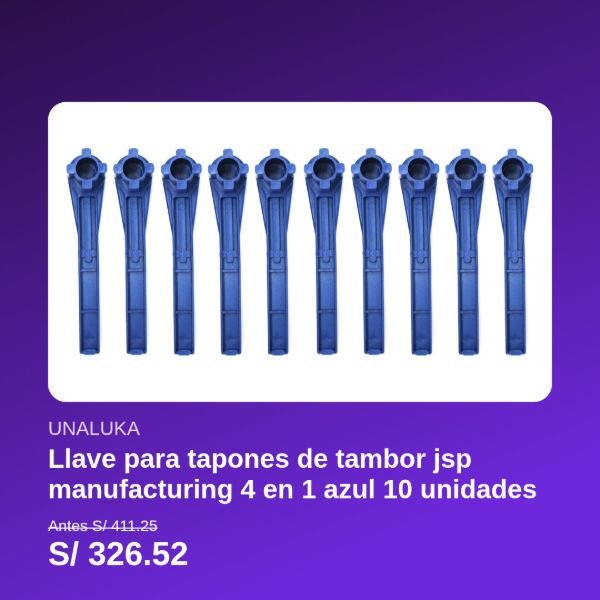 UNALUKA
Llave para tapones de tambor jsp
manufacturing 4 en 1 azul 10 unidades
Antes S/ 411.25
S/ 326.52